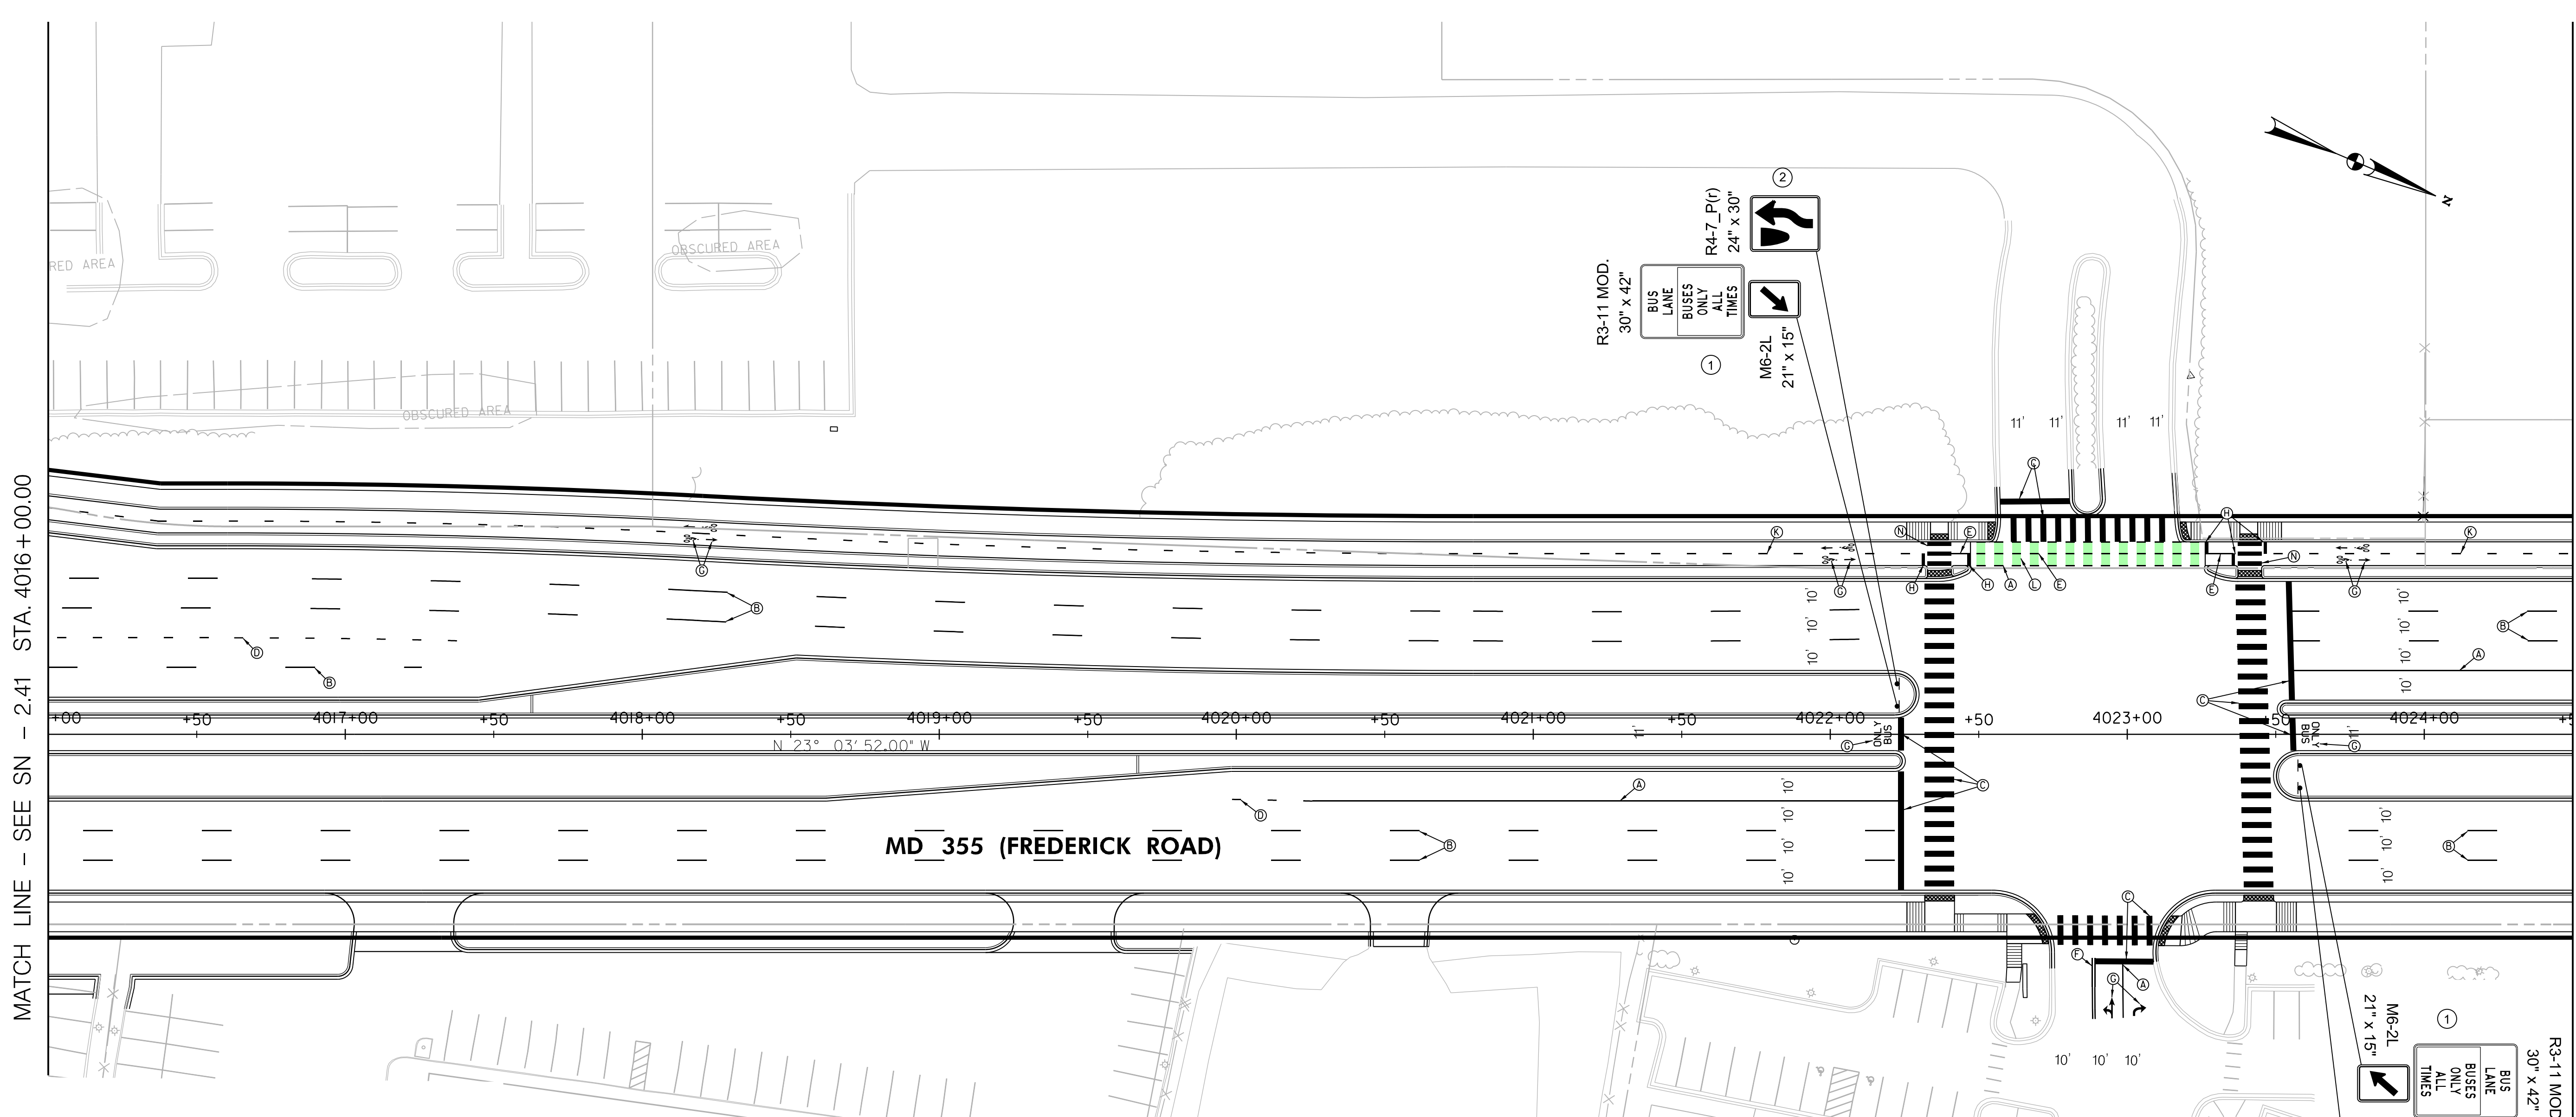 MATCH LINE - SEE SN - 2.41 STA. 4016+00.00
RED AREA
OBSCURED AREA
OBSCURED AREA
R3-11 MOD.
30" x 42"
BUS
LANE
BUSES
ONLY
ALL
TIMES
1
R4-7_P(r)
24" x 30"
2
M6-2L
21" x 15"
N
11' 11' 11' 11'
C
K N E H K
G G H H A L E E N G
B
D
B
10'
10'
10'
10'
10'
10'
10'
B
A
C
+00 +50 4017+00 +50 4018+00 +50 4019+00 +50 4020+00 +50 4021+00 +50 4022+00 +50 4023+00 +50 4024+00
N 23° 03' 52.00" W
11'
G
ONLY
BUS
C
BUS
ONLY
G
11'
D
A
MD 355 (FREDERICK ROAD)
B
10'
10'
10'
10'
10'
10'
10'
B
C
F
G
A
10' 10' 10'
M6-2L
21" x 15"
1
R3-11 MOD
30" x 42"
BUS
LANE
BUSES
ONLY
ALL
TIMES